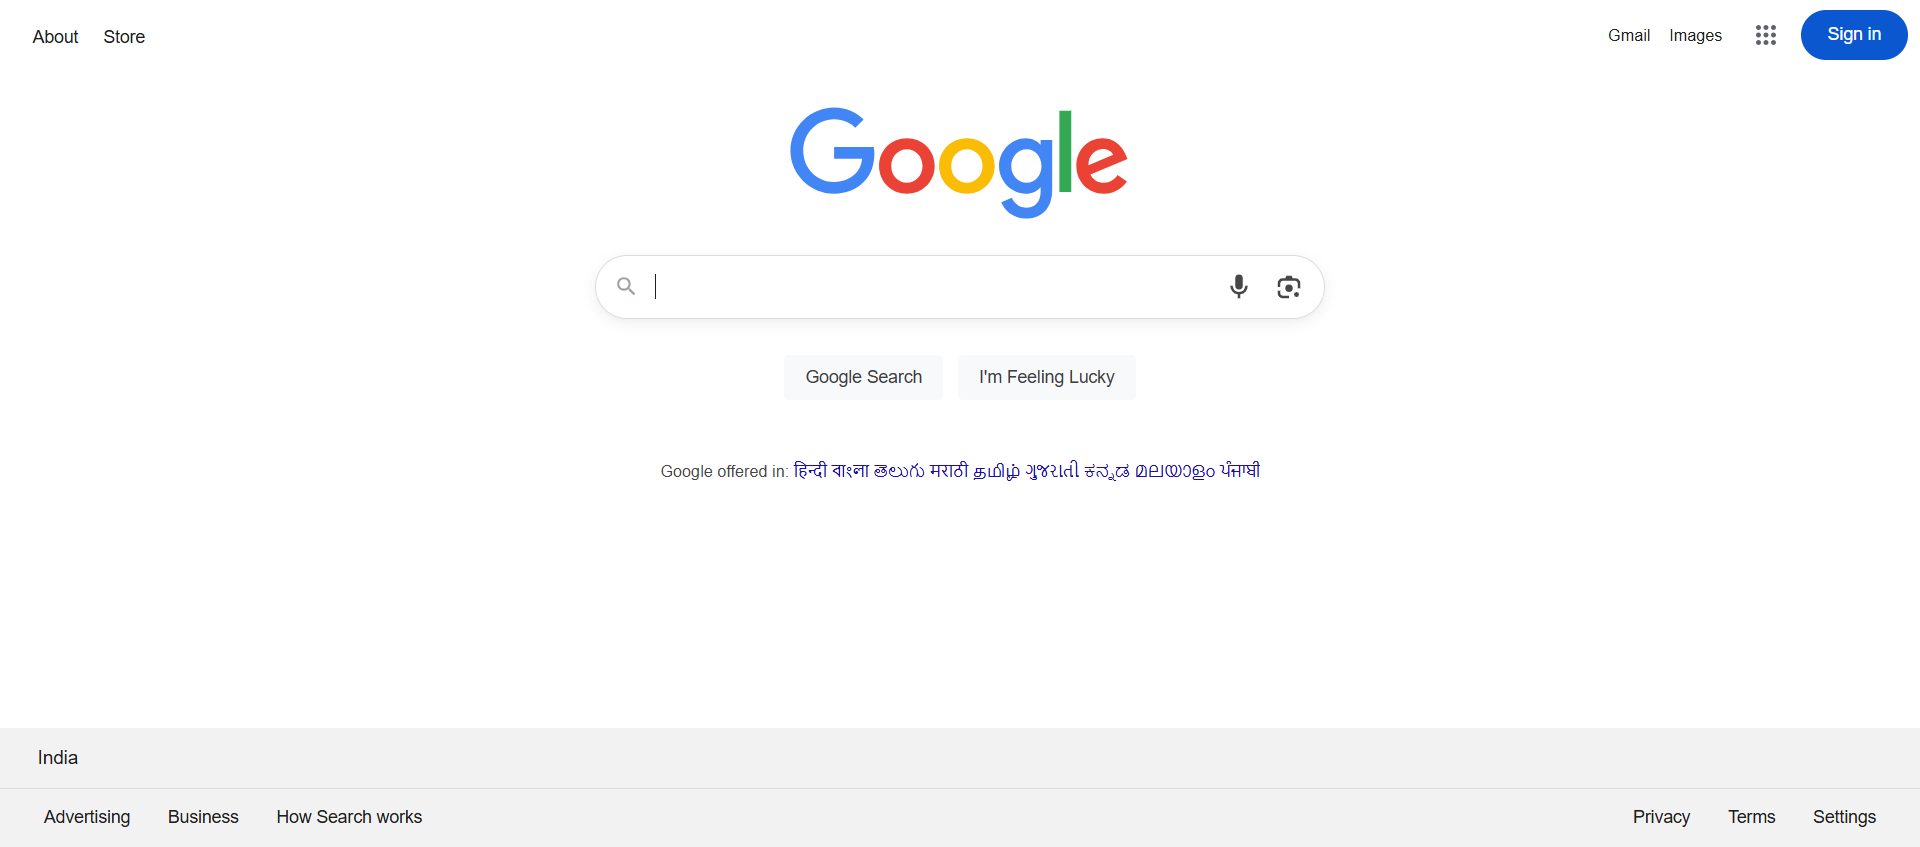 About Store
Gmail Images Sign in
Google
Google Search I'm Feeling Lucky
Google offered in: हिन्दी বাংলা తెలుగు मराठी தமிழ் ગુજરાતી ಕನ್ನಡ മലയാളം ਪੰਜਾਬੀ
India
Advertising Business How Search works
Privacy Terms Settings